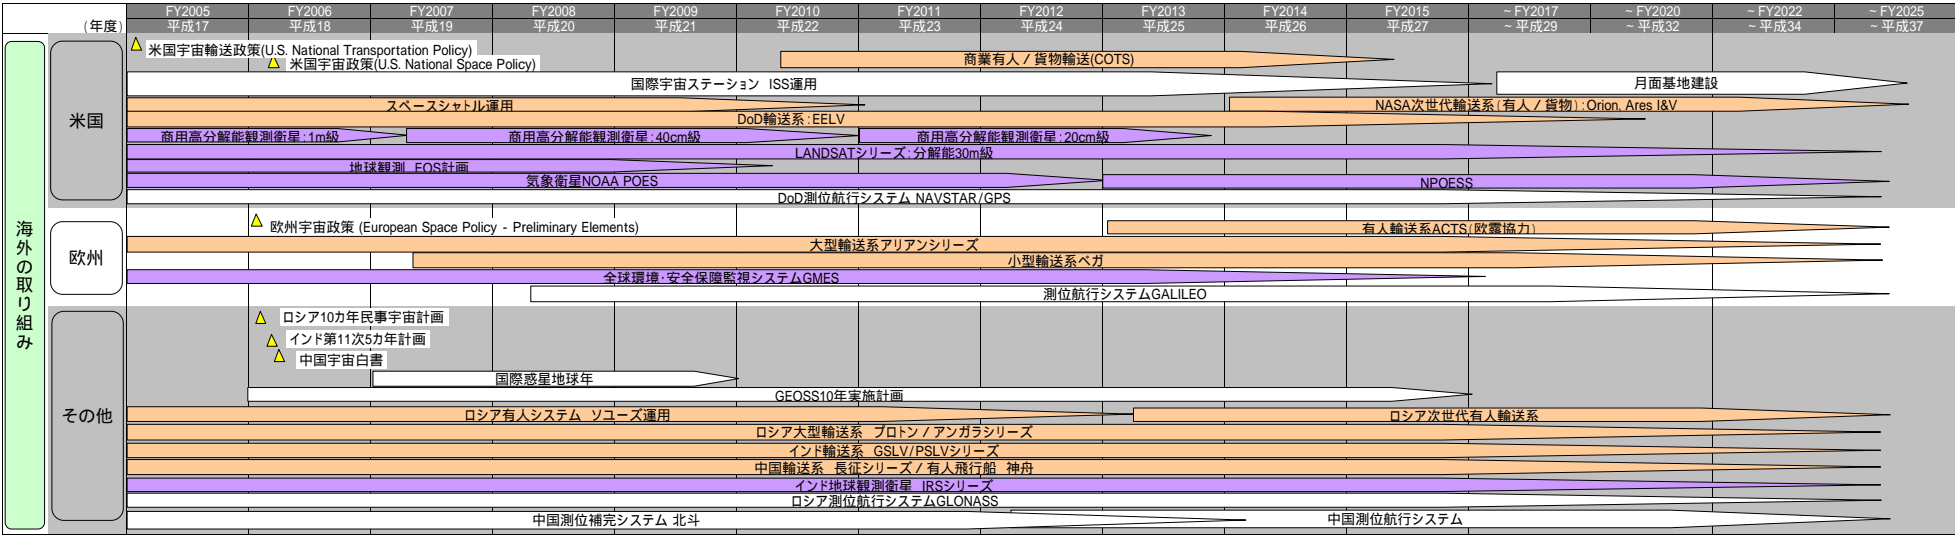 FY2005 FY2006 FY2007 FY2008 FY2009 FY2010 FY2011 FY2012 FY2013 FY2014 FY2015 ~ FY2017 ~ FY2020 ~ FY2022 ~ FY2025
(年度) 平成17 平成18 平成19 平成20 平成21 平成22 平成23 平成24 平成25 平成26 平成27 ~ 平成29 ~ 平成32 ~ 平成34 ~ 平成37
海外の取り組み
米国
米国宇宙輸送政策(U.S. National Transportation Policy)
米国宇宙政策(U.S. National Space Policy)
商業有人/貨物輸送(COTS)
国際宇宙ステーション ISS運用
月面基地建設
スペースシャトル運用
NASA次世代輸送系(有人/貨物):Orion, Ares I&V
DoD輸送系:EELV
商用高分解能観測衛星:1m級
商用高分解能観測衛星:40cm級
商用高分解能観測衛星:20cm級
LANDSATシリーズ:分解能30m級
地球観測 EOS計画
気象衛星NOAA POES
NPOESS
DoD測位航行システム NAVSTAR/GPS
欧州
欧州宇宙政策 (European Space Policy - Preliminary Elements)
有人輸送系ACTS(欧露協力)
大型輸送系アリアンシリーズ
小型輸送系ベガ
全球環境・安全保障監視システムGMES
測位航行システムGALILEO
その他
ロシア10カ年民事宇宙計画
インド第11次5カ年計画
中国宇宙白書
国際惑星地球年
GEOSS10年実施計画
ロシア有人システム ソユーズ運用
ロシア次世代有人輸送系
ロシア大型輸送系 プロトン/アンガラシリーズ
インド輸送系 GSLV/PSLVシリーズ
中国輸送系 長征シリーズ/有人飛行船 神舟
インド地球観測衛星 IRSシリーズ
ロシア測位航行システムGLONASS
中国測位補完システム 北斗
中国測位航行システム